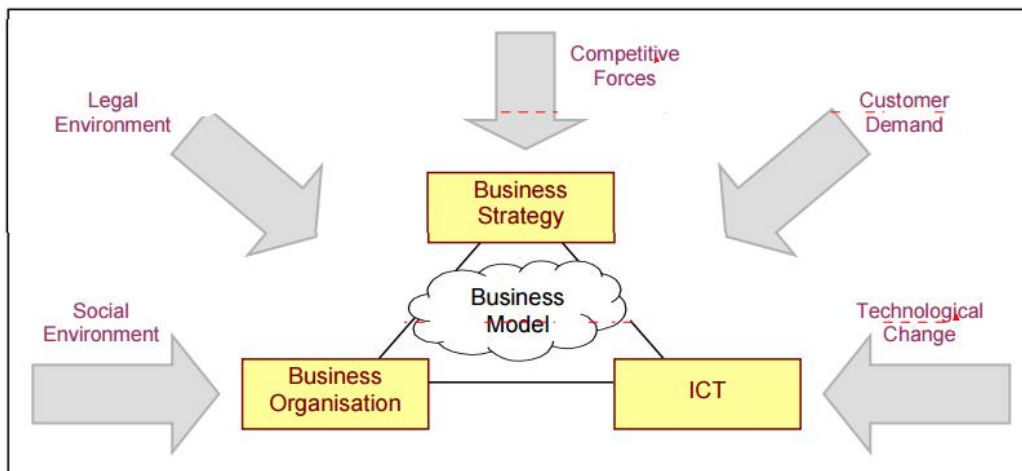 Competitive
Forces
Legal
Environment
Customer
Demand
Business
Strategy
Business
Model
Social
Environment
Technological
Change
Business
Organisation
ICT